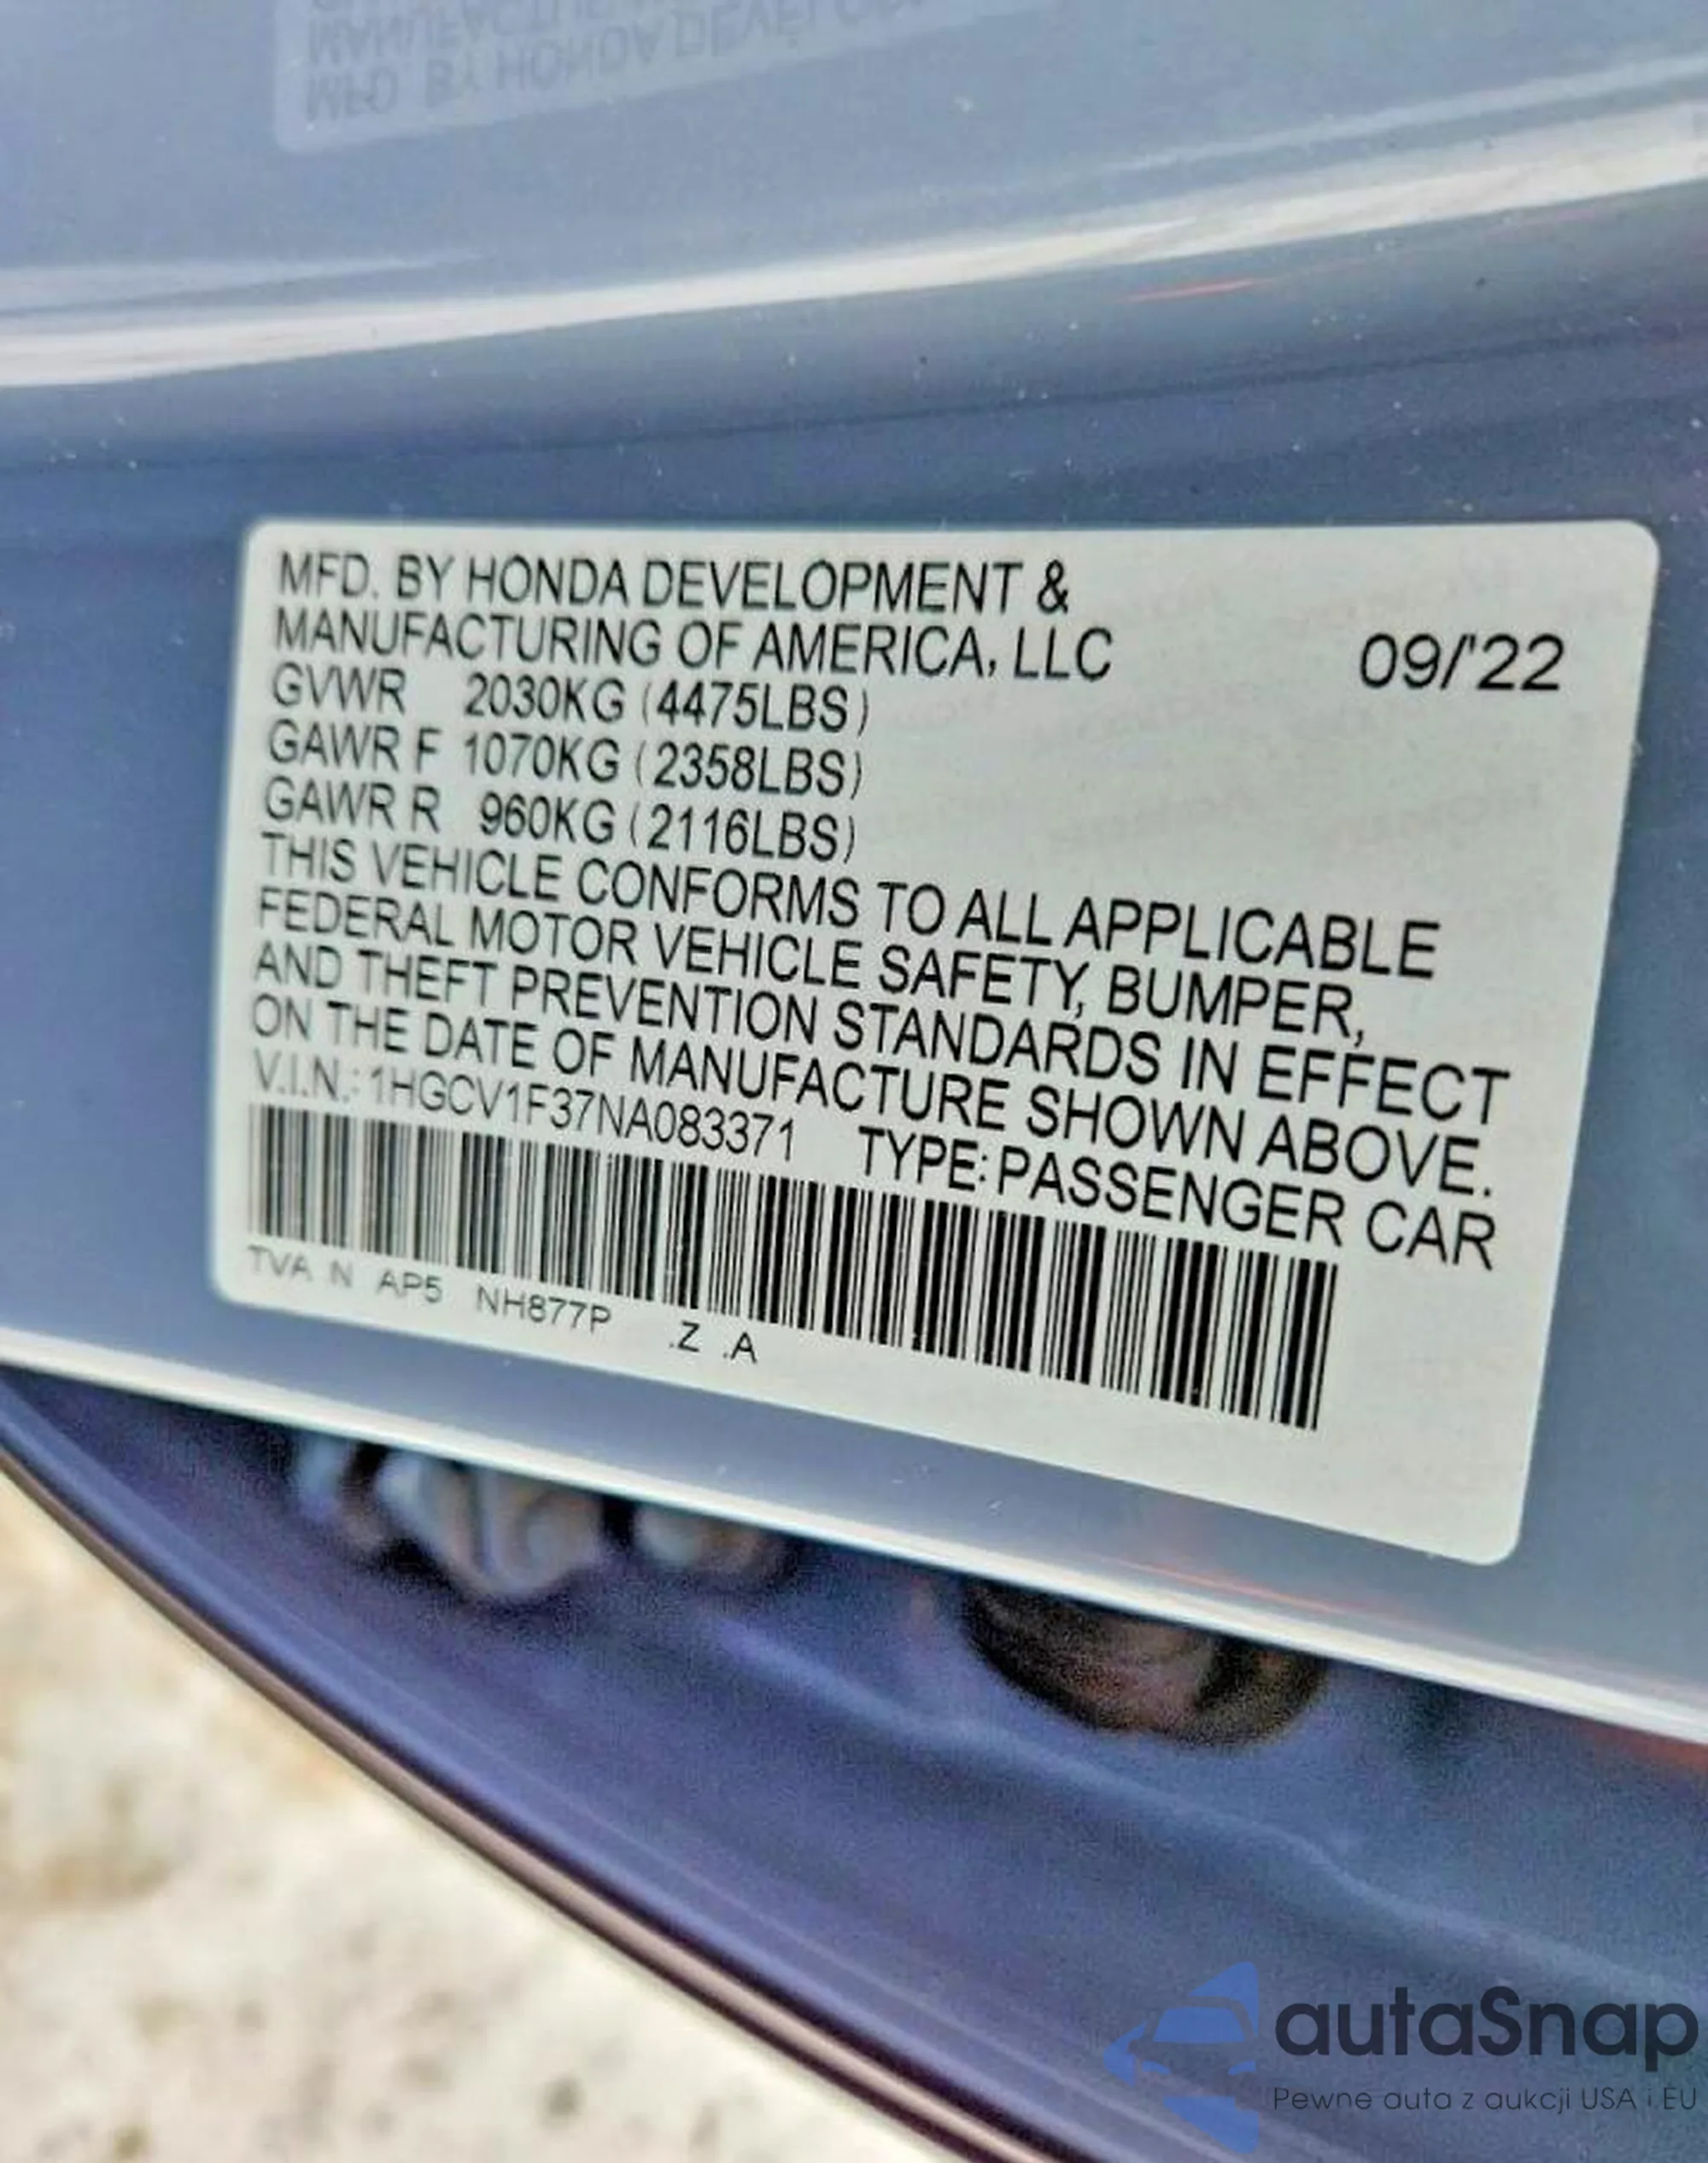 MFD. BY HONDA DEVELOPMENT &
MANUFACTURING OF AMERICA, LLC
09/'22
GVWR 2030KG (4475LBS)
GAWR F 1070KG (2358LBS)
GAWR R 960KG (2116LBS)
THIS VEHICLE CONFORMS TO ALL APPLICABLE
FEDERAL MOTOR VEHICLE SAFETY, BUMPER,
AND THEFT PREVENTION STANDARDS IN EFFECT
ON THE DATE OF MANUFACTURE SHOWN ABOVE.
V.I.N.: 1HGCV1F37NA083371 TYPE: PASSENGER CAR
TVA N AP5 NH877P .Z .A
autaSnap
Pewne auta z aukcji USA i EU